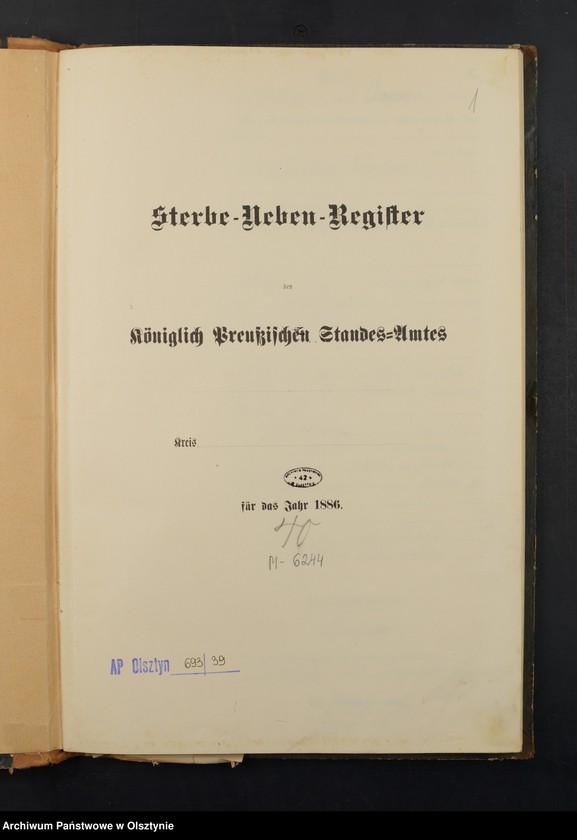 1
Sterbe-Neben-Register
des
Königlich Preußischen Standes-Amtes
Kreis
42
für das Jahr 1886.
40
M- 6244
AP Olsztyn 693/39
Archiwum Państwowe w Olsztynie